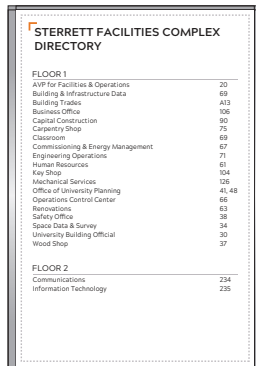 STERRETT FACILITIES COMPLEX
DIRECTORY
FLOOR 1
AVP for Facilities & Operations 20
Building & Infrastructure Data 69
Building Trades A13
Business Office 106
Capital Construction 90
Carpentry Shop 75
Classroom 69
Commissioning & Energy Management 67
Engineering Operations 71
Human Resources 61
Key Shop 104
Mechanical Services 126
Office of University Planning 41, 48
Operations Control Center 66
Renovations 63
Safety Office 38
Space Data & Survey 34
University Building Official 30
Wood Shop 37
FLOOR 2
Communications 234
Information Technology 235